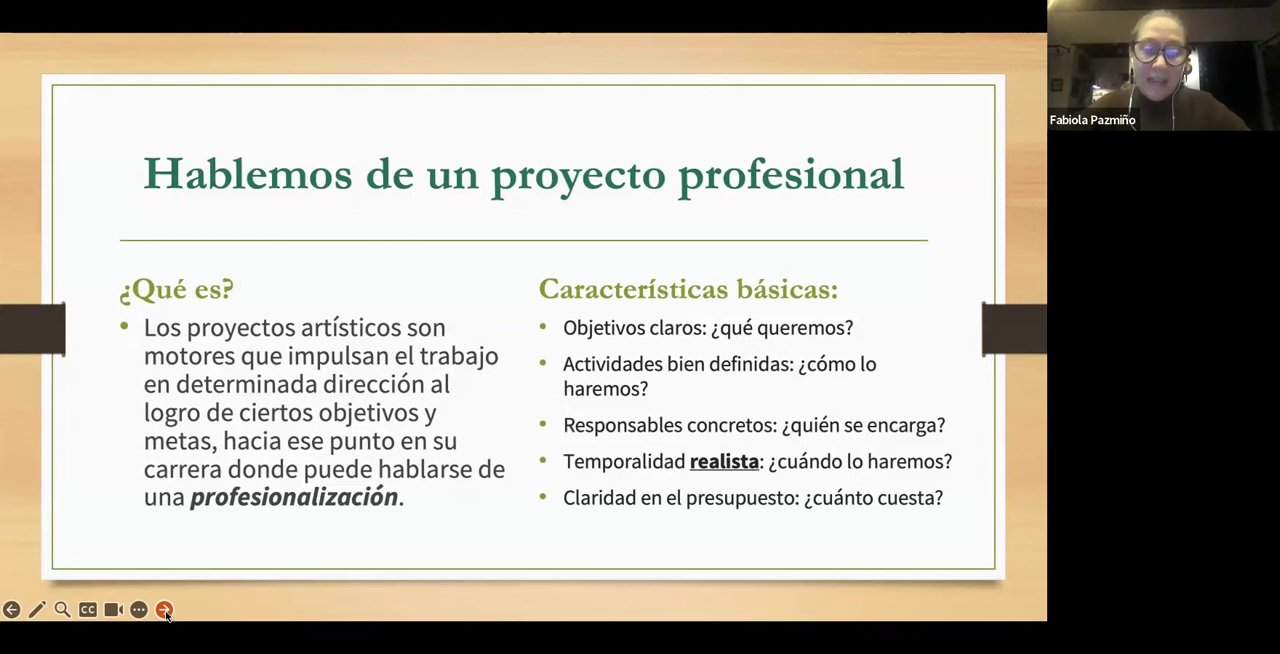 Hablemos de un proyecto profesional
¿Qué es?
• Los proyectos artísticos son
motores que impulsan el trabajo
en determinada dirección al
logro de ciertos objetivos y
metas, hacia ese punto en su
carrera donde puede hablarse de
una profesionalización.
Características básicas:
• Objetivos claros: ¿qué queremos?
• Actividades bien definidas: ¿cómo lo
haremos?
• Responsables concretos: ¿quién se encarga?
• Temporalidad realista: ¿cuándo lo haremos?
• Claridad en el presupuesto: ¿cuánto cuesta?
Fabiola Pazmiño
CC